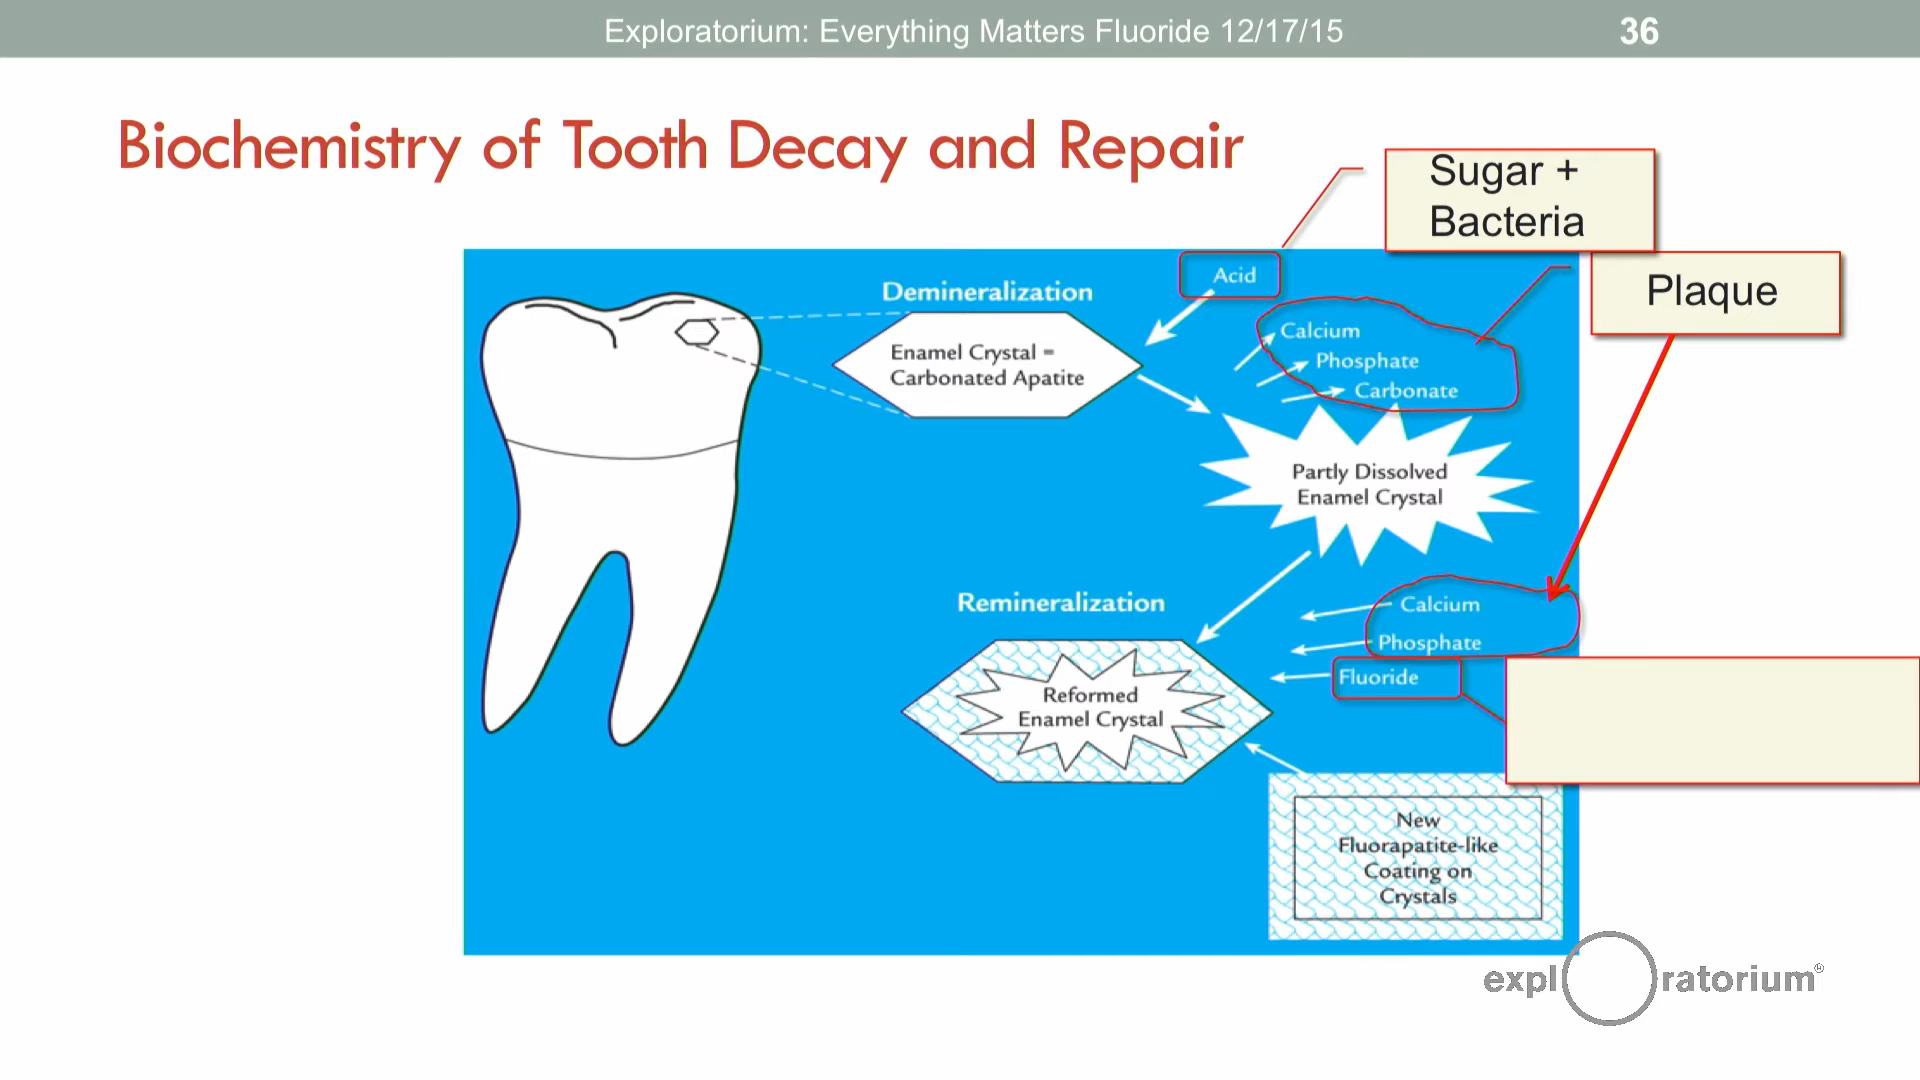 Exploratorium: Everything Matters Fluoride 12/17/15
36
Biochemistry of Tooth Decay and Repair
Sugar +
Bacteria
Plaque
Acid
Demineralization
Enamel Crystal =
Carbonated Apatite
Calcium
Phosphate
Carbonate
Partly Dissolved
Enamel Crystal
Remineralization
Calcium
Phosphate
Fluoride
Reformed
Enamel Crystal
New
Fluorapatite-like
Coating on
Crystals
explOratorium®